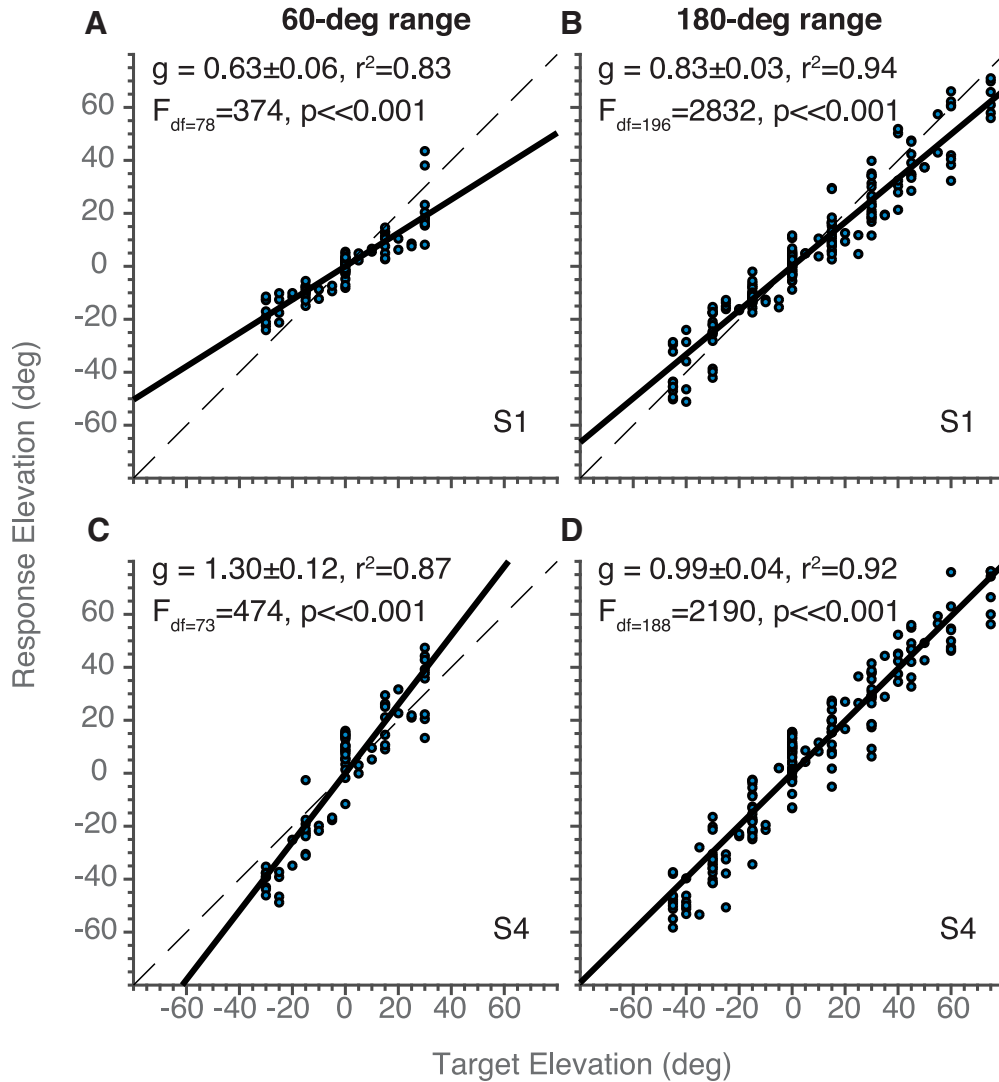 A
60-deg range
B
180-deg range
g = 0.63±0.06, r²=0.83
F df=78=374, p<<0.001
60
40
20
0
-20
-40
-60
S1
g = 0.83±0.03, r²=0.94
F df=196=2832, p<<0.001
S1
Response Elevation (deg)
C
D
g = 1.30±0.12, r²=0.87
F df=73=474, p<<0.001
60
40
20
0
-20
-40
-60
S4
g = 0.99±0.04, r²=0.92
F df=188=2190, p<<0.001
S4
-60 -40 -20 0 20 40 60
-60 -40 -20 0 20 40 60
Target Elevation (deg)